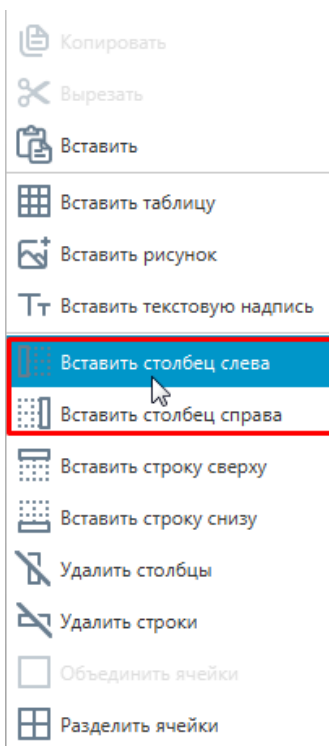 Копировать
Вырезать
Вставить
Вставить таблицу
Вставить рисунок
Вставить текстовую надпись
Вставить столбец слева
Вставить столбец справа
Вставить строку сверху
Вставить строку снизу
Удалить столбцы
Удалить строки
Объединить ячейки
Разделить ячейки